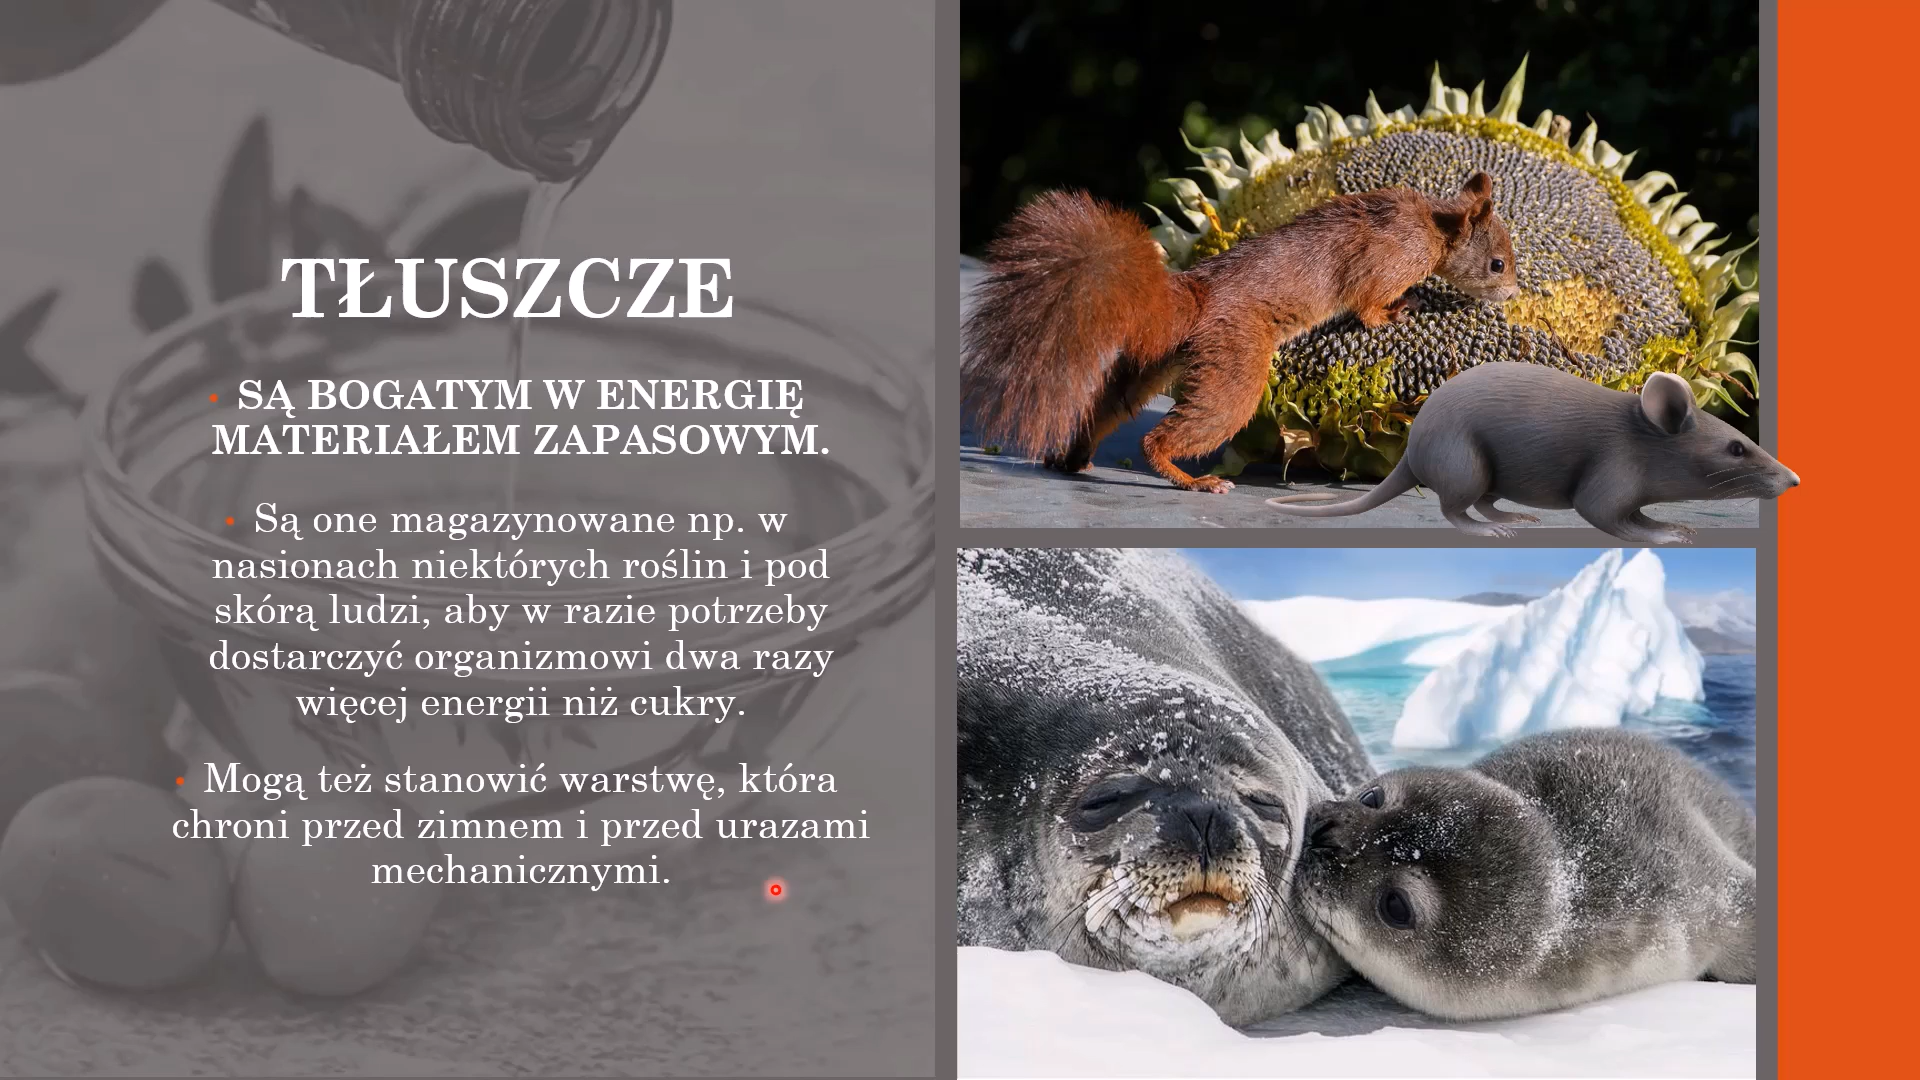 TŁUSZCZE
• SĄ BOGATYM W ENERGIĘ
MATERIAŁEM ZAPASOWYM.
• Są one magazynowane np. w
nasionach niektórych roślin i pod
skórą ludzi, aby w razie potrzeby
dostarczyć organizmowi dwa razy
więcej energii niż cukry.
• Mogą też stanowić warstwę, która
chroni przed zimnem i przed urazami
mechanicznymi.